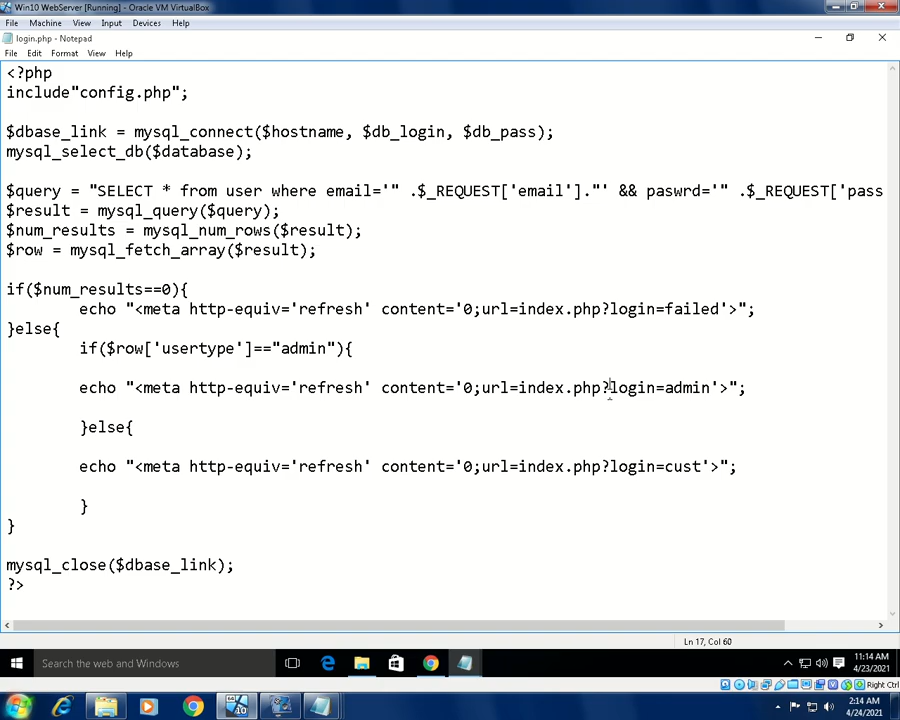 Win10 WebServer [Running] - Oracle VM VirtualBox
File Machine View Input Devices Help
login.php - Notepad
File Edit Format View Help
<?php
include"config.php";
$dbase_link = mysql_connect($hostname, $db_login, $db_pass);
mysql_select_db($database);
$query = "SELECT * from user where email='" .$_REQUEST['email']."' && paswrd='" .$_REQUEST['pass
$result = mysql_query($query);
$num_results = mysql_num_rows($result);
$row = mysql_fetch_array($result);
if($num_results==0){
echo "<meta http-equiv='refresh' content='0;url=index.php?login=failed'>";
}else{
if($row['usertype']=="admin"){
echo "<meta http-equiv='refresh' content='0;url=index.php?login=admin'>";
}else{
echo "<meta http-equiv='refresh' content='0;url=index.php?login=cust'>";
}
}
mysql_close($dbase_link);
?>
Ln 17, Col 60
Search the web and Windows
11:14 AM
4/23/2021
Right Ctrl
2:14 AM
4/24/2021